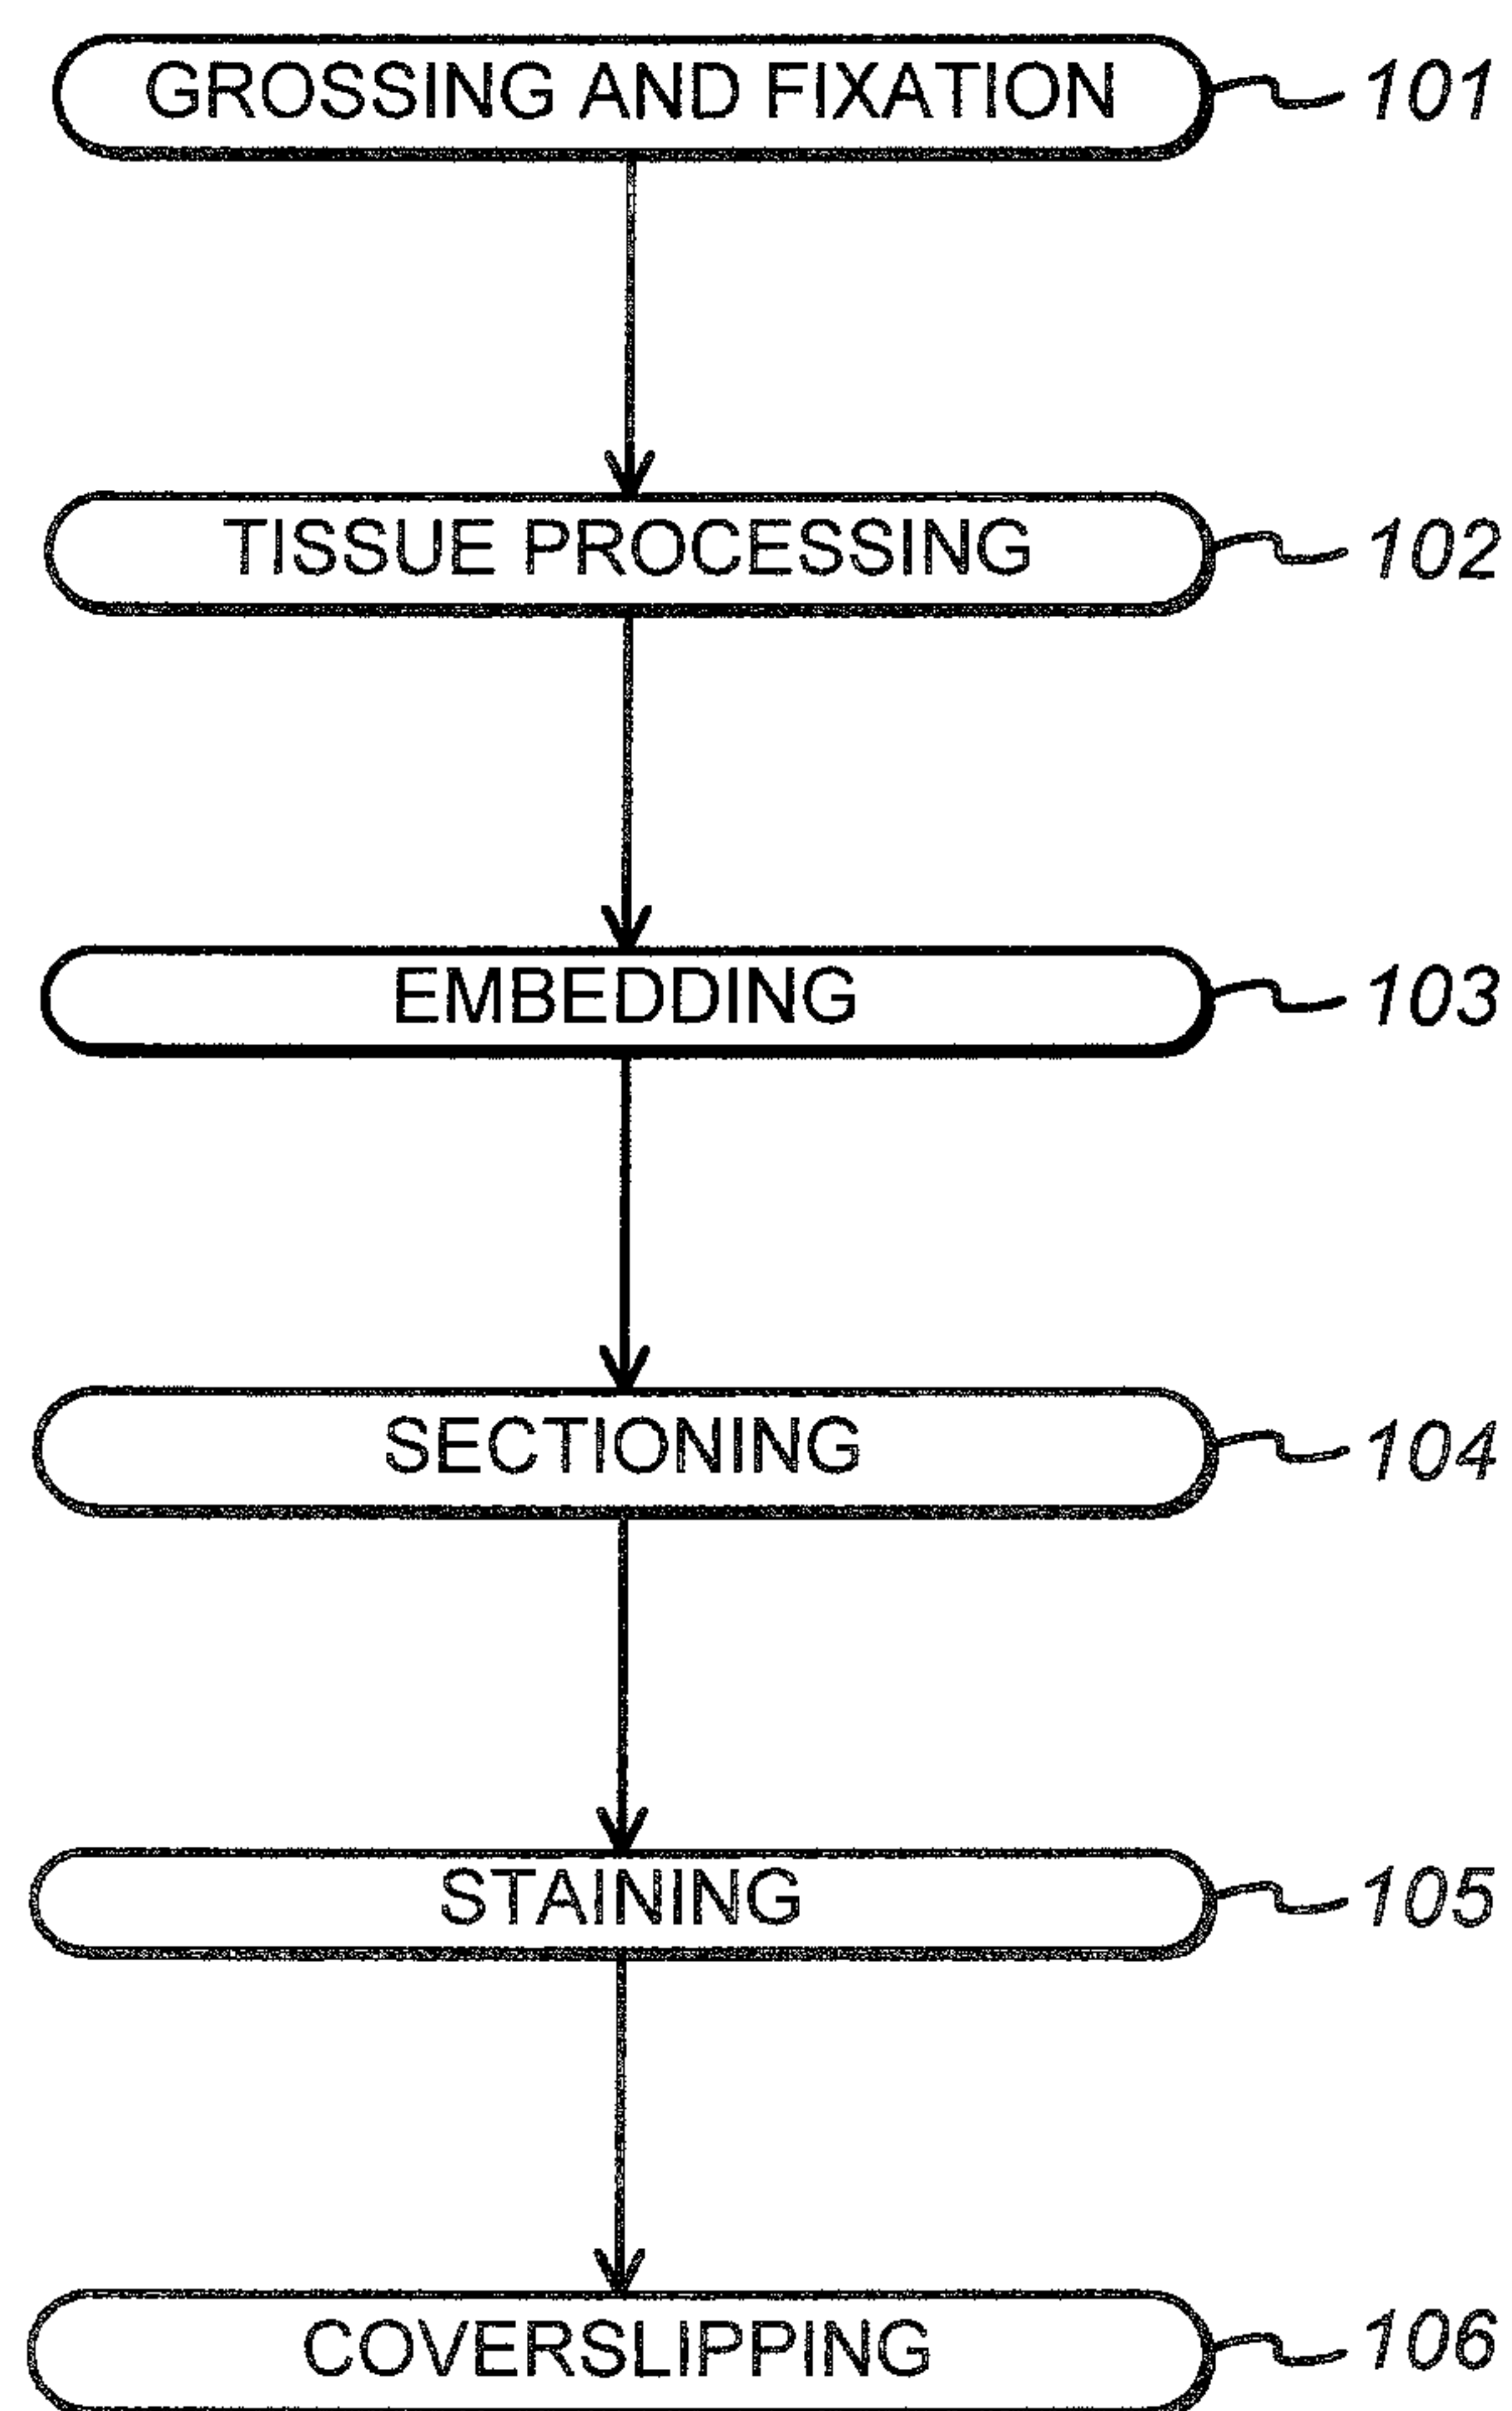 GROSSING AND FIXATION 101
TISSUE PROCESSING 102
EMBEDDING 103
SECTIONING 104
STAINING 105
COVERSLIPPING 106